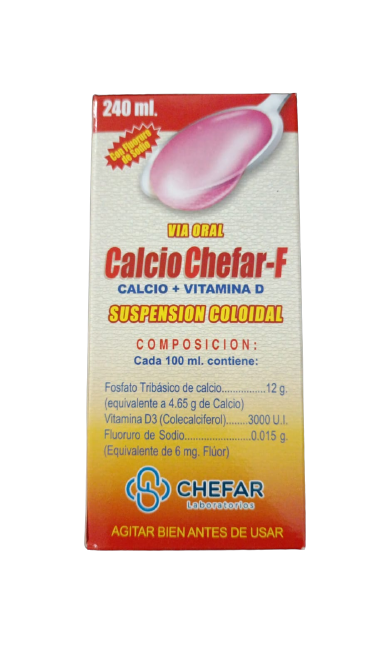 240 ml.
Con Fluoruro
de Sodio
VIA ORAL
Calcio Chefar-F
CALCIO + VITAMINA D
SUSPENSION COLOIDAL
COMPOSICION:
Cada 100 ml. contiene:
Fosfato Tribásico de calcio...............12 g.
(equivalente a 4.65 g de Calcio)
Vitamina D3 (Colecalciferol).......3000 U.I.
Fluoruro de Sodio.......................0.015 g.
(Equivalente de 6 mg. Flúor)
CHEFAR
Laboratorios
AGITAR BIEN ANTES DE USAR